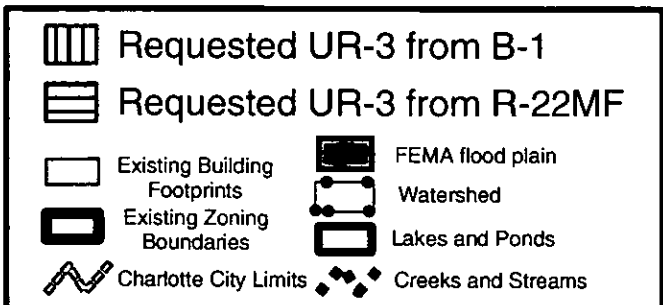 Requested UR-3 from B-1
Requested UR-3 from R-22MF
Existing Building
Footprints
Existing Zoning
Boundaries
Charlotte City Limits
FEMA flood plain
Watershed
Lakes and Ponds
Creeks and Streams